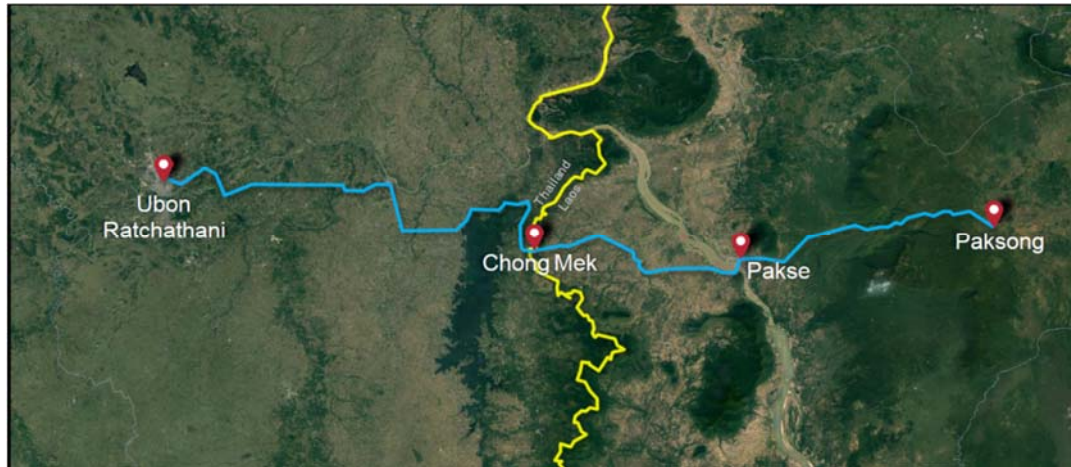 Ubon
Ratchathani
Thailand
Laos
Chong Mek
Pakse
Paksong